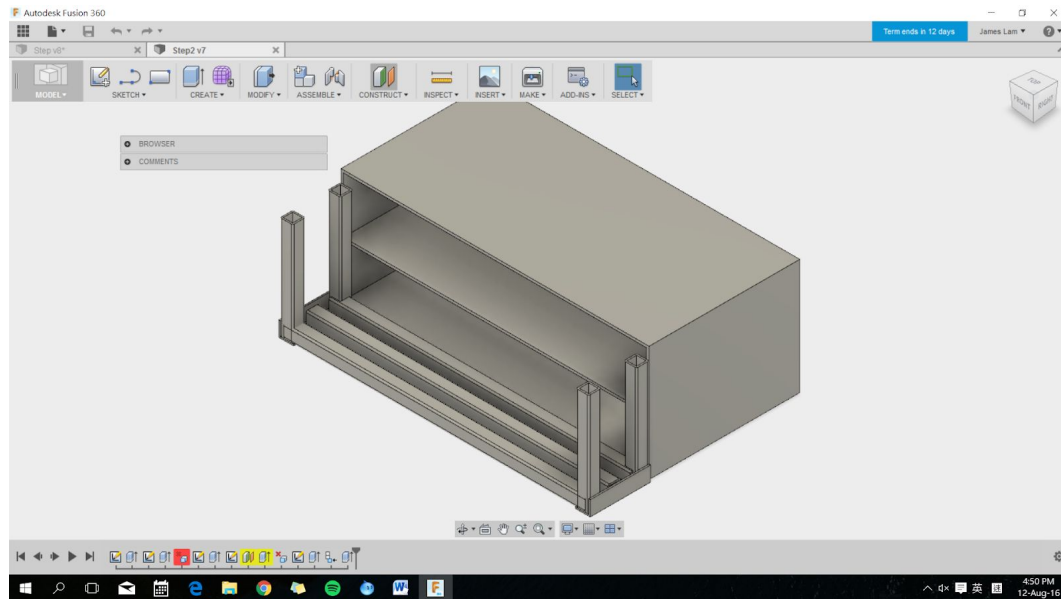 Autodesk Fusion 360
Term ends in 12 days James Lam
Step v8* Step2 v7
MODEL SKETCH CREATE MODIFY ASSEMBLE CONSTRUCT INSPECT INSERT MAKE ADD-INS SELECT
TOP
FRONT RIGHT
BROWSER
COMMENTS
4:50 PM
英
12-Aug-16